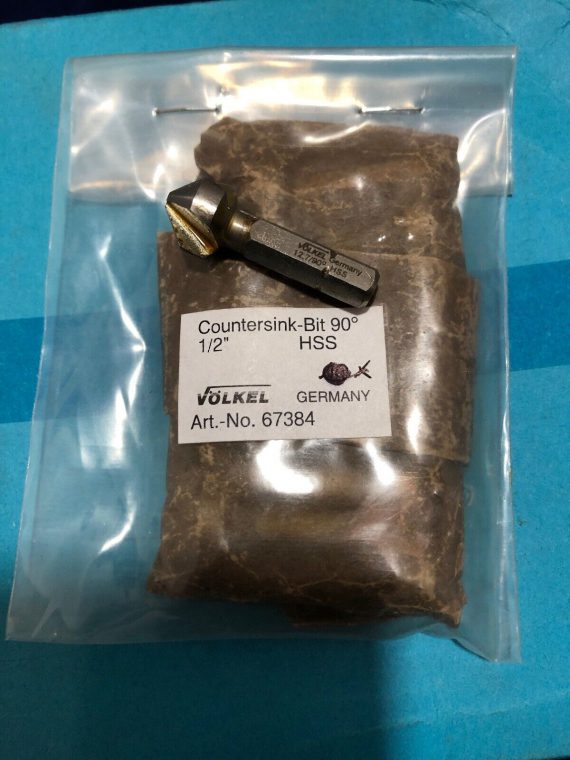 VÖLKEL Germany
12,7/90° HSS
Countersink-Bit 90°
1/2" HSS
VÖLKEL GERMANY
Art.-No. 67384